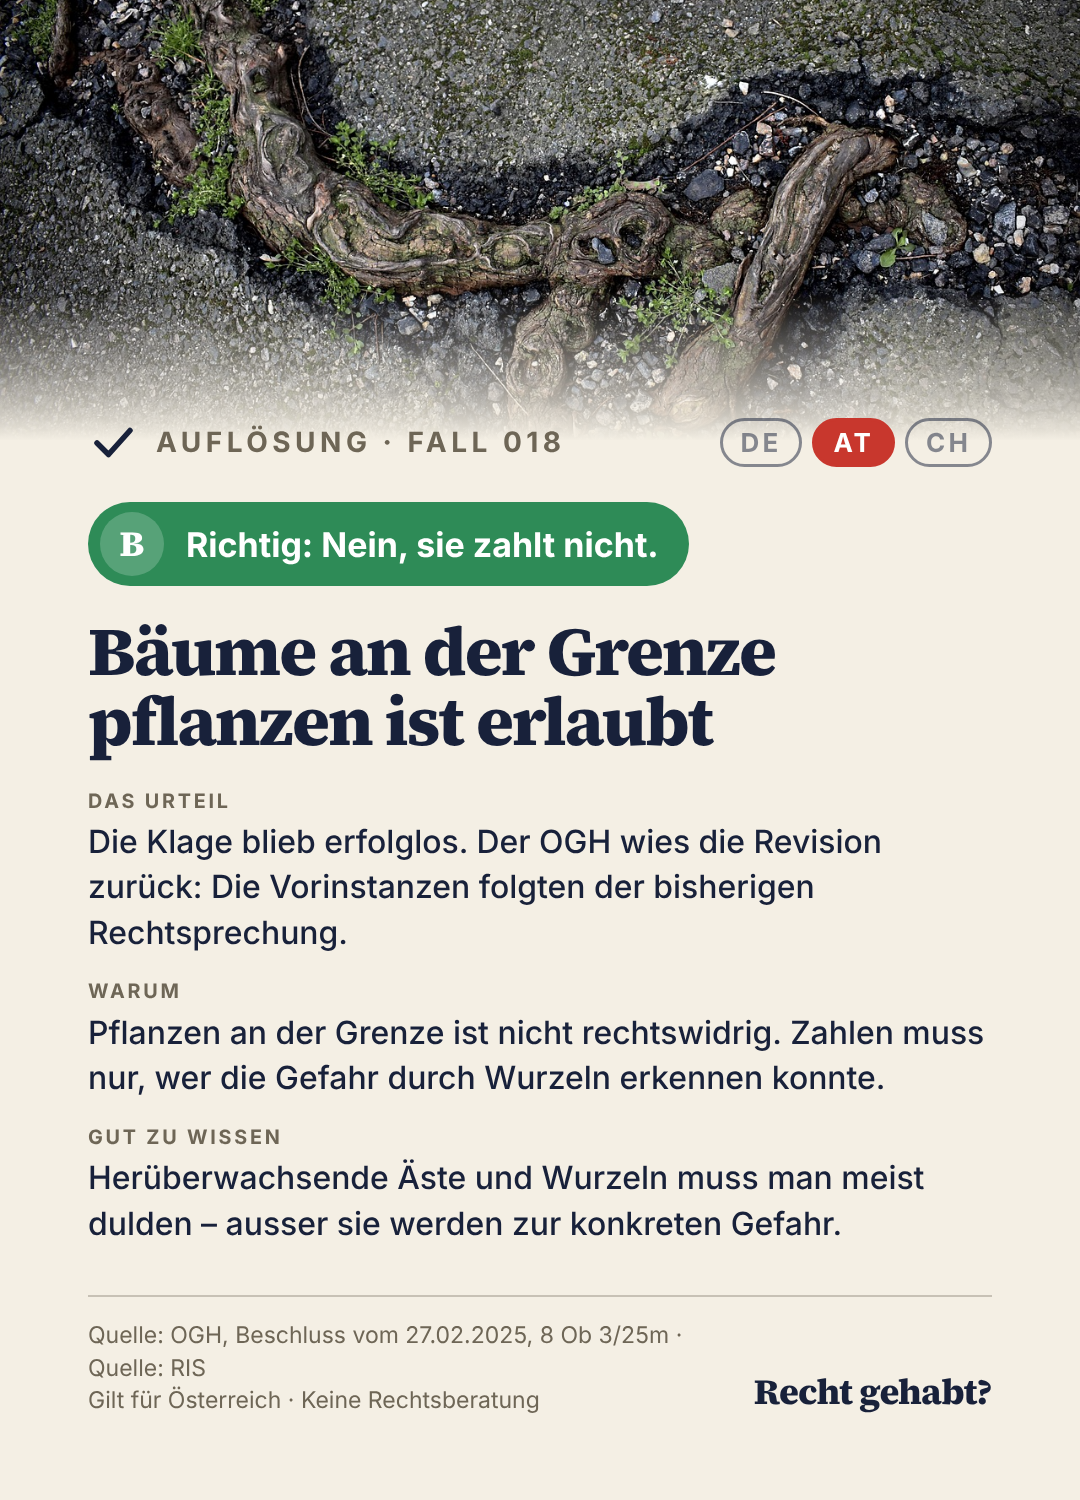 AUFLÖSUNG · FALL 018
DE AT CH
B Richtig: Nein, sie zahlt nicht.
Bäume an der Grenze
pflanzen ist erlaubt
DAS URTEIL
Die Klage blieb erfolglos. Der OGH wies die Revision
zurück: Die Vorinstanzen folgten der bisherigen
Rechtsprechung.
WARUM
Pflanzen an der Grenze ist nicht rechtswidrig. Zahlen muss
nur, wer die Gefahr durch Wurzeln erkennen konnte.
GUT ZU WISSEN
Herüberwachsende Äste und Wurzeln muss man meist
dulden – ausser sie werden zur konkreten Gefahr.
Quelle: OGH, Beschluss vom 27.02.2025, 8 Ob 3/25m ·
Quelle: RIS
Gilt für Österreich · Keine Rechtsberatung
Recht gehabt?